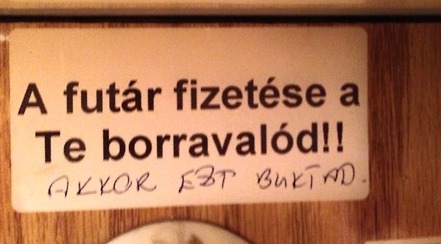 A futár fizetése a
Te borravalód!!
AKKOR EZT BUKTAD.